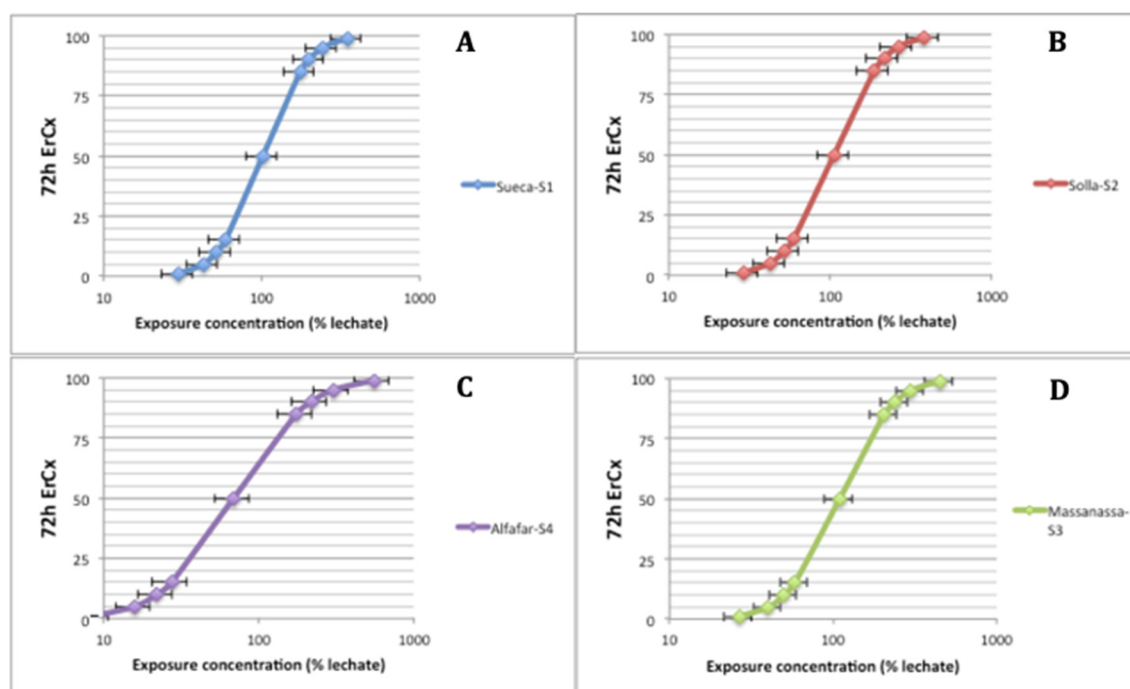 A
100
75
50
25
0
72h ErCx
Sueca-S1
10
100
1000
Exposure concentration (% lechate)
B
100
75
50
25
0
72h ErCx
Solla-S2
10
100
1000
Exposure concentration (% lechate)
C
100
75
50
25
0
72h ErCx
Alfafar-S4
10
100
1000
Exposure concentration (% lechate)
D
100
75
50
25
0
72h ErCx
Massanassa-
S3
10
100
1000
Exposure concentration (% lechate)